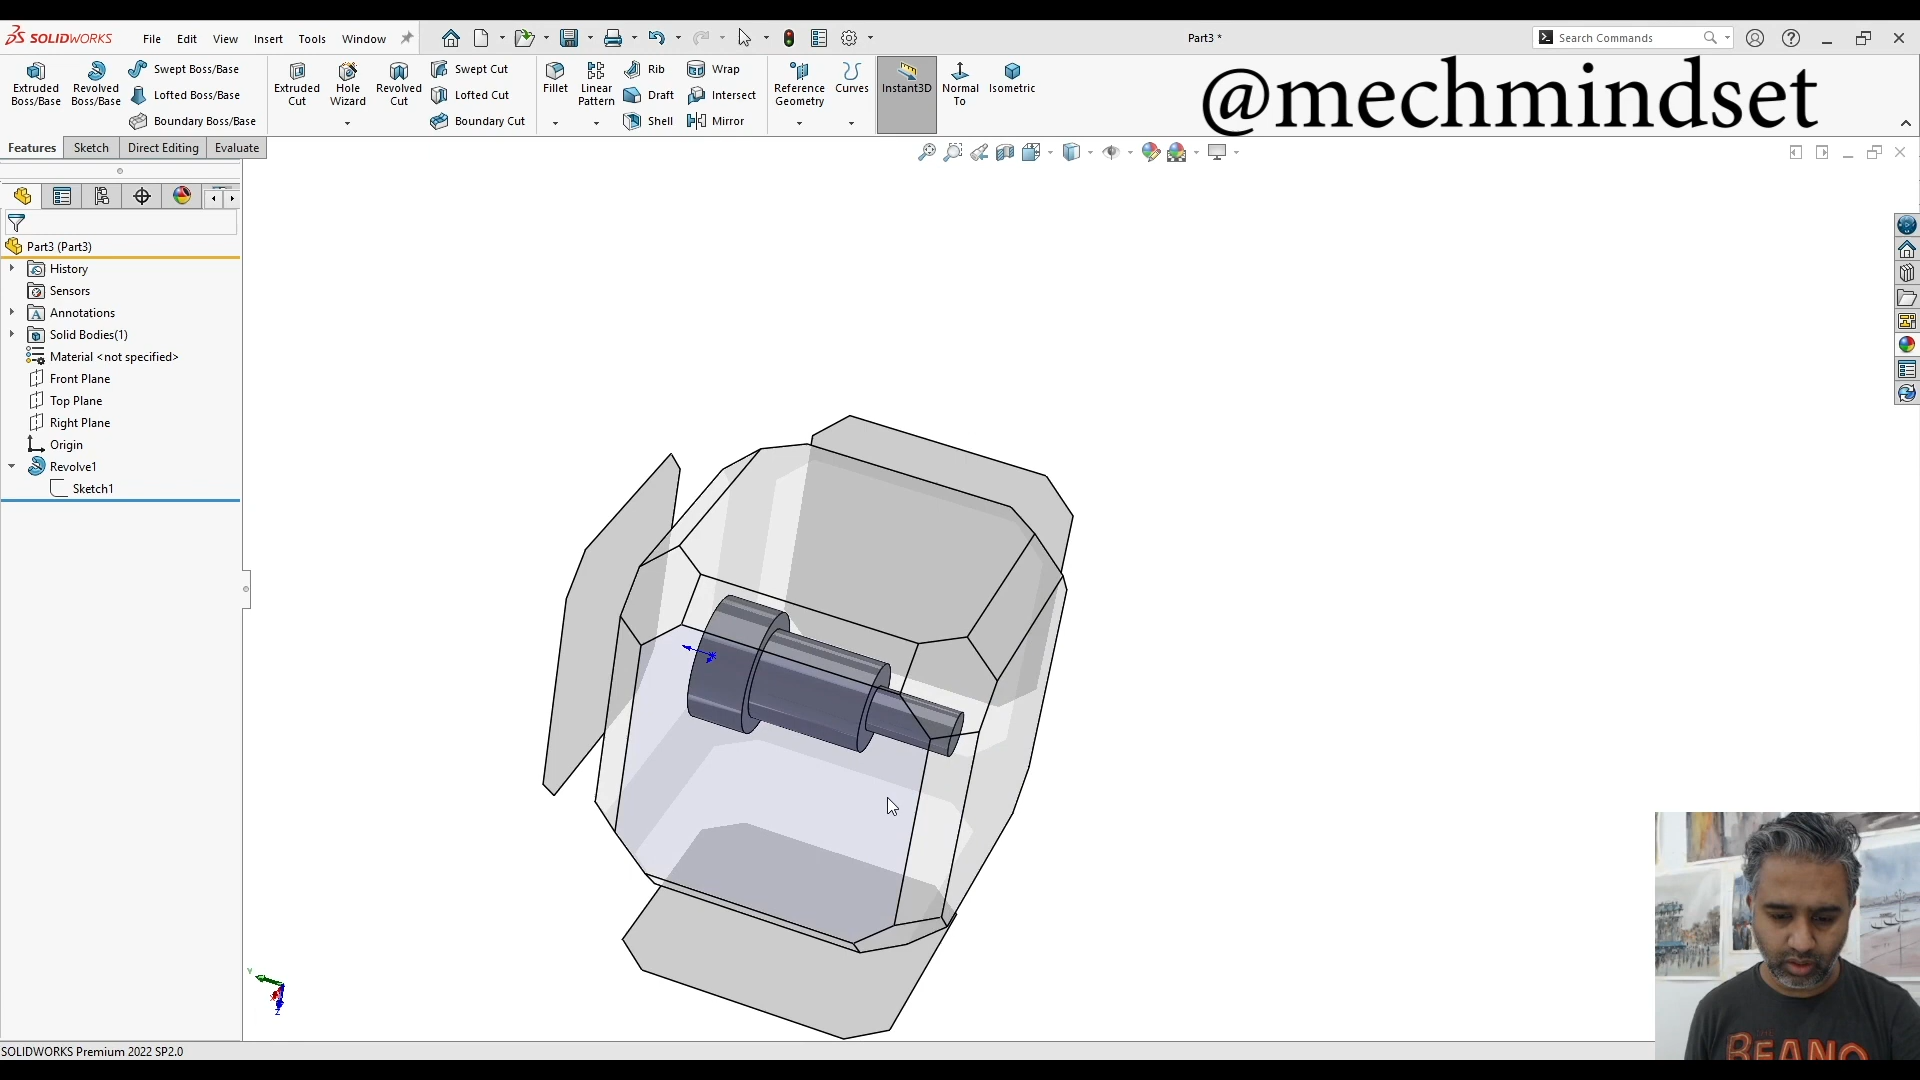 SOLIDWORKS
File Edit View Insert Tools Window
Part3 *
Search Commands
Extruded Boss/Base
Revolved Boss/Base
Swept Boss/Base
Lofted Boss/Base
Boundary Boss/Base
Extruded Cut
Hole Wizard
Revolved Cut
Swept Cut
Lofted Cut
Boundary Cut
Fillet
Linear Pattern
Rib
Draft
Shell
Wrap
Intersect
Mirror
Reference Geometry
Curves
Instant3D
Normal To
Isometric
@mechmindset
Features Sketch Direct Editing Evaluate
Part3 (Part3)
History
Sensors
Annotations
Solid Bodies(1)
Material <not specified>
Front Plane
Top Plane
Right Plane
Origin
Revolve1
Sketch1
Y
Z
BEANO
SOLIDWORKS Premium 2022 SP2.0